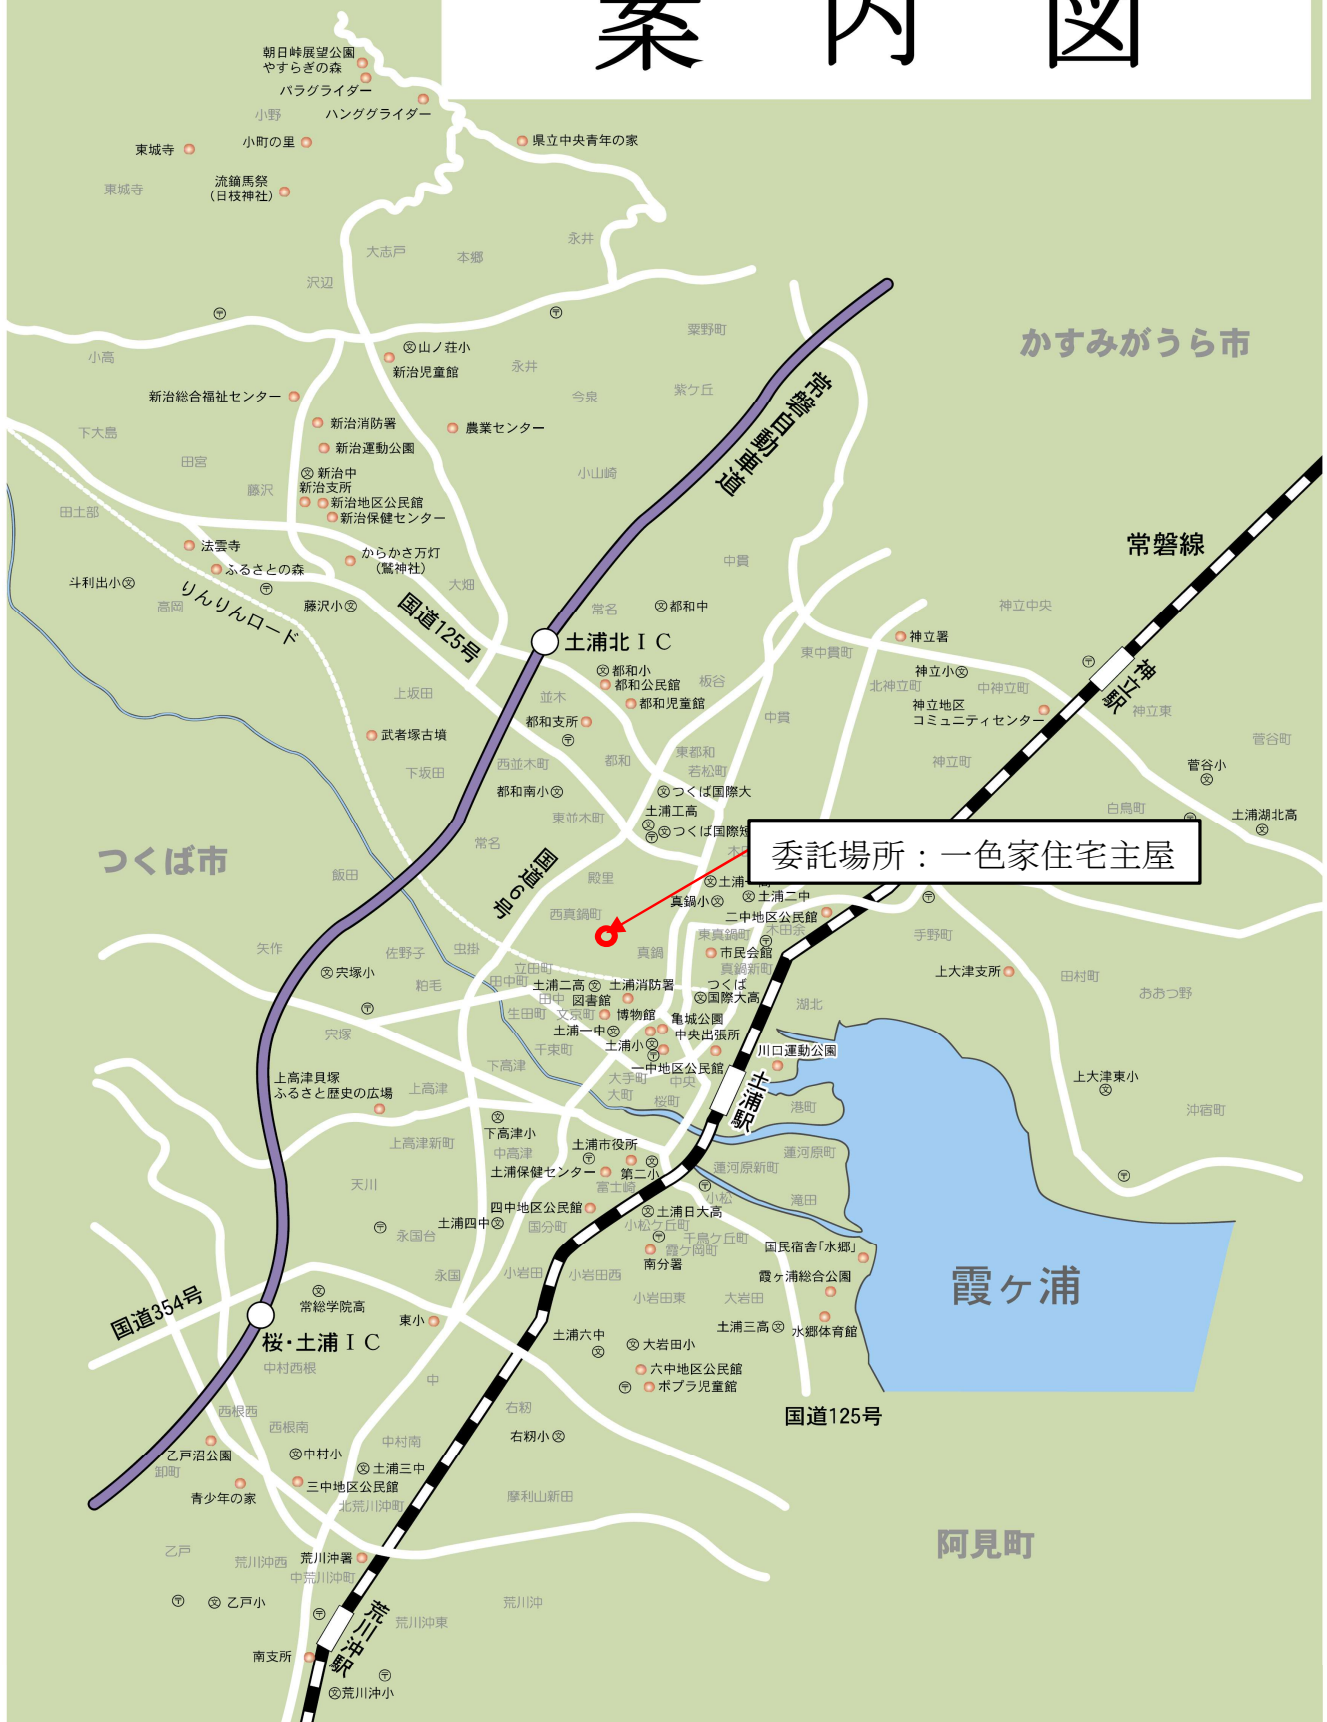 案内図
朝日峠展望公園
やすらぎの森
パラグライダー
ハンググライダー
小野
小町の里
東城寺
県立中央青年の家
流鏑馬祭
(日枝神社)
東城寺
大志戸
本郷
永井
沢辺
粟野町
かすみがうら市
小高
山ノ荘小
新治児童館
永井
今泉
紫ケ丘
常磐自動車道
新治総合福祉センター
新治消防署
農業センター
下大島
新治運動公園
田宮
小山崎
新治中
新治支所
藤沢
新治地区公民館
新治保健センター
田土部
常磐線
法雲寺
からかさ万灯
(鷲神社)
中貫
ふるさとの森
斗利出小
りんりんロード
大畑
高岡
藤沢小
国道125号
常名
都和中
神立中央
土浦北IC
神立署
東中貫町
都和小
都和公民館
板谷
神立小
神立駅
北神立町
中神立町
上坂田
並木
都和児童館
神立地区
コミュニティセンター
神立東
都和支所
中貫
武者塚古墳
東都和
菅谷町
下坂田
西並木町
都和
若松町
神立町
菅谷小
都和南小
つくば国際大
白鳥町
土浦工高
東並木町
土浦湖北高
つくば国際短
常名
委託場所:一色家住宅主屋
つくば市
国道6号
飯田
殿里
土浦一高
土浦二中
真鍋小
西真鍋町
二中地区公民館
木田余
東真鍋町
手野町
矢作
佐野子
虫掛
真鍋
市民会館
真鍋新町
立田町
宍塚小
上大津支所
田村町
粕毛
田中町
土浦二高
土浦消防署
つくば
国際大高
おおつ野
田中
図書館
湖北
生田町
文京町
博物館
亀城公園
土浦一中
中央出張所
宍塚
千束町
土浦小
川口運動公園
下高津
一中地区公民館
上高津貝塚
ふるさと歴史の広場
大手町
中央
土浦駅
上大津東小
上高津
大町
桜町
港町
沖宿町
下高津小
上高津新町
中高津
土浦市役所
蓮河原町
土浦保健センター
第二小
蓮河原新町
天川
富士崎
小松
滝田
四中地区公民館
土浦日大高
土浦四中
国分町
小松ケ丘町
永国台
千鳥ケ丘町
霞ケ岡町
国民宿舎「水郷」
南分署
永国
小岩田
小岩田西
霞ヶ浦総合公園
霞ヶ浦
国道354号
常総学院高
小岩田東
大岩田
東小
土浦三高
水郷体育館
桜・土浦IC
土浦六中
大岩田小
中村西根
六中地区公民館
中
ポプラ児童館
西根西
右籾
国道125号
西根南
右籾小
中村南
乙戸沼公園
中村小
卸町
土浦三中
青少年の家
三中地区公民館
北荒川沖町
摩利山新田
阿見町
乙戸
荒川沖西
荒川沖署
中荒川沖町
乙戸小
荒川沖
荒川沖駅
荒川沖東
南支所
荒川沖小